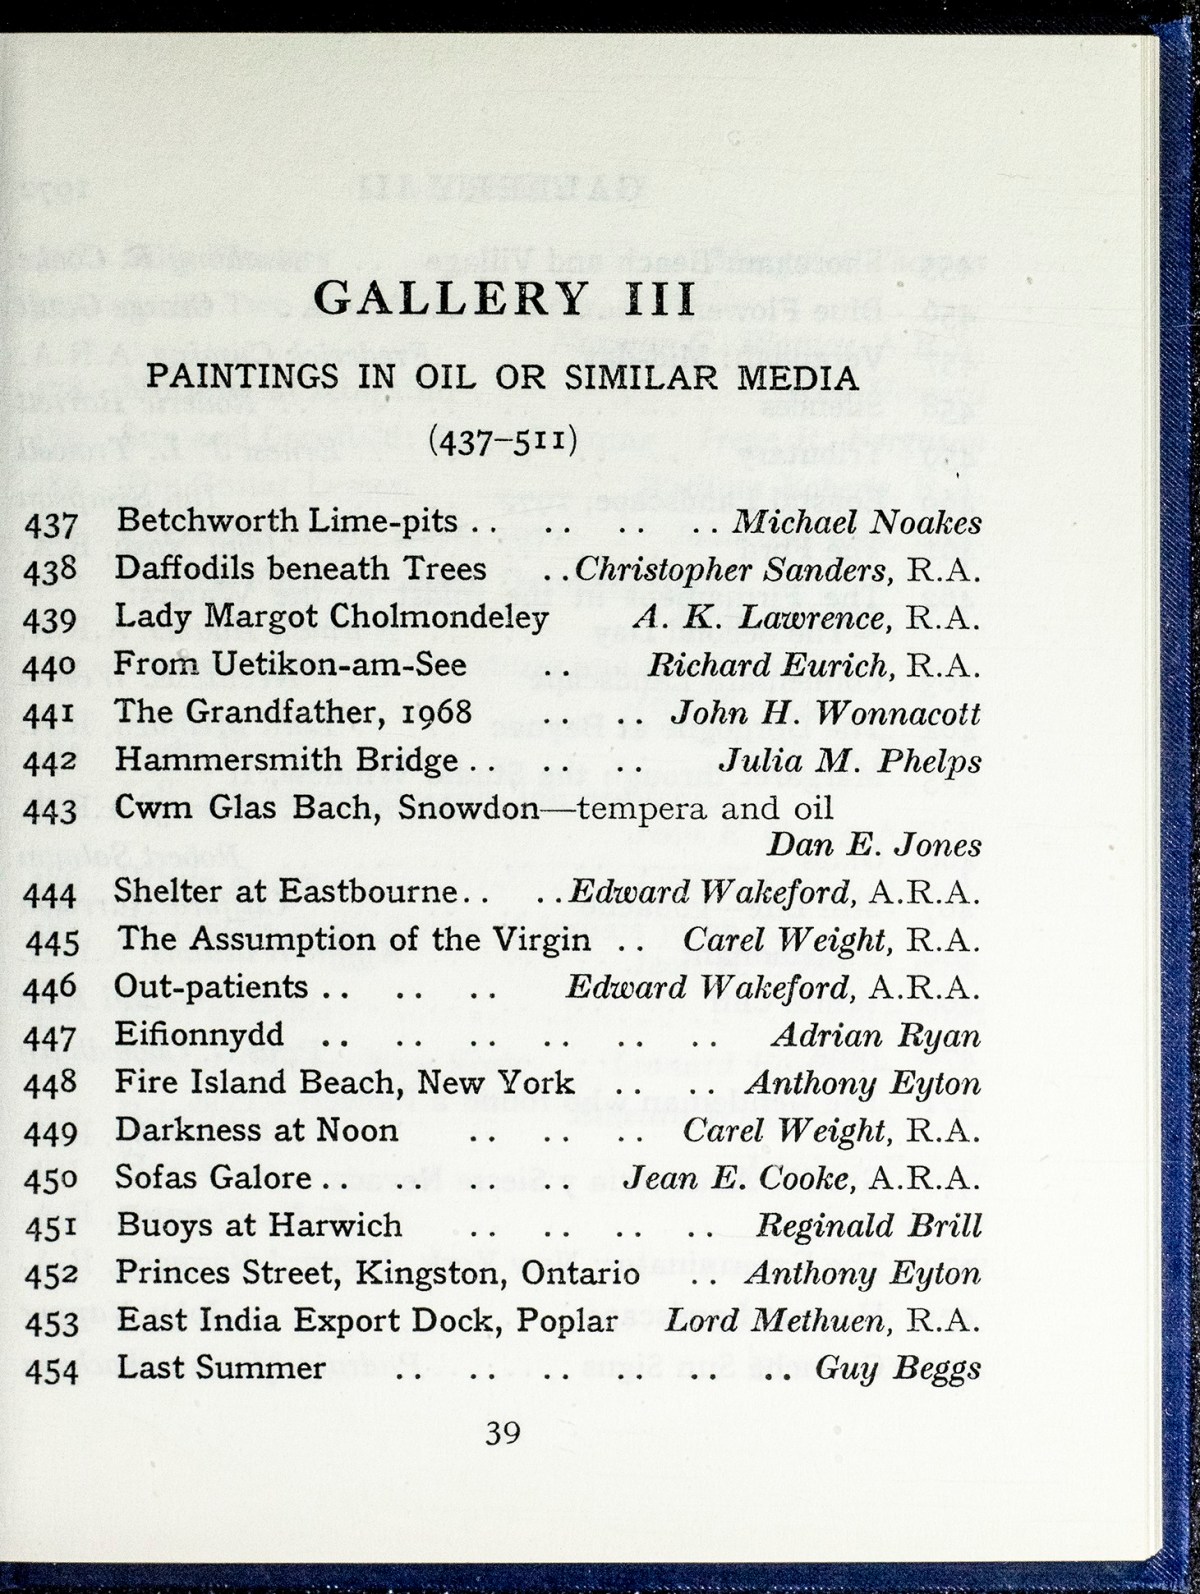 GALLERY III
PAINTINGS IN OIL OR SIMILAR MEDIA
(437–511)
437 Betchworth Lime-pits .. .. .. .. Michael Noakes
438 Daffodils beneath Trees .. Christopher Sanders, R.A.
439 Lady Margot Cholmondeley A. K. Lawrence, R.A.
440 From Uetikon-am-See .. Richard Eurich, R.A.
441 The Grandfather, 1968 .. .. John H. Wonnacott
442 Hammersmith Bridge .. .. .. Julia M. Phelps
443 Cwm Glas Bach, Snowdon—tempera and oil
Dan E. Jones
444 Shelter at Eastbourne .. .. Edward Wakeford, A.R.A.
445 The Assumption of the Virgin .. Carel Weight, R.A.
446 Out-patients .. .. .. Edward Wakeford, A.R.A.
447 Eifionnydd .. .. .. .. .. .. Adrian Ryan
448 Fire Island Beach, New York .. .. Anthony Eyton
449 Darkness at Noon .. .. .. Carel Weight, R.A.
450 Sofas Galore .. .. .. .. Jean E. Cooke, A.R.A.
451 Buoys at Harwich .. .. .. .. Reginald Brill
452 Princes Street, Kingston, Ontario .. Anthony Eyton
453 East India Export Dock, Poplar Lord Methuen, R.A.
454 Last Summer .. .. .. .. .. .. Guy Beggs
39